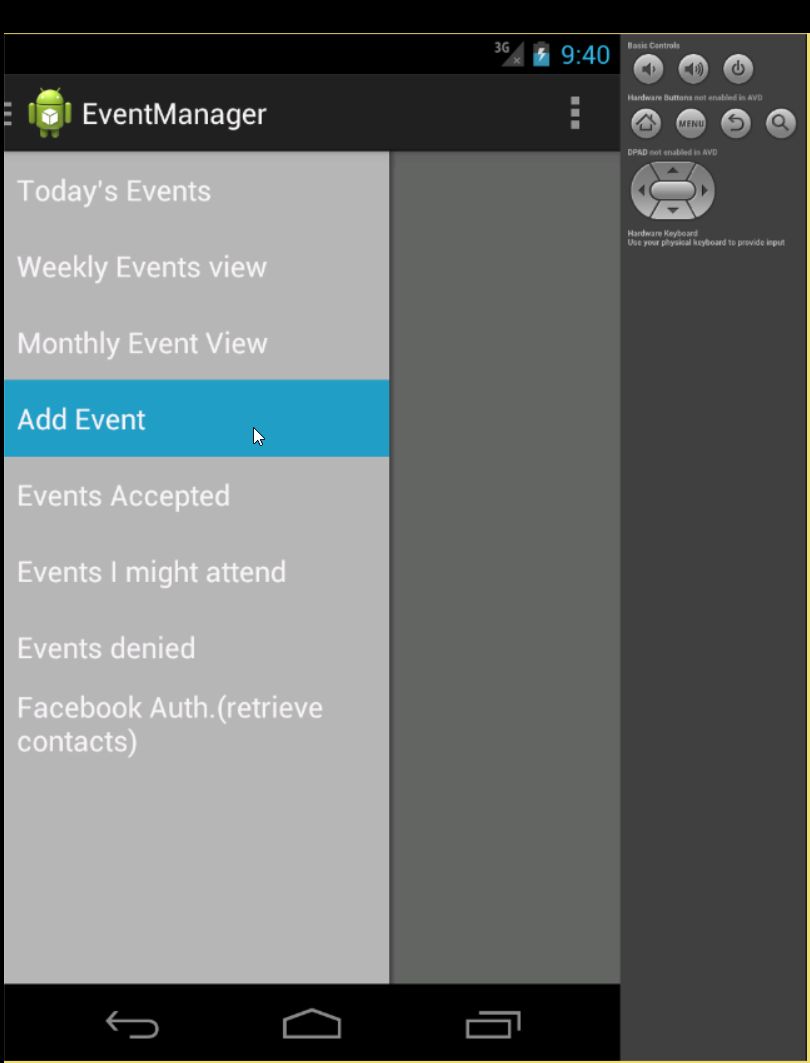 3G 9:40
EventManager
Today's Events
Weekly Events view
Monthly Event View
Add Event
Events Accepted
Events I might attend
Events denied
Facebook Auth.(retrieve
contacts)
Basic Controls
Hardware Buttons not enabled in AVD
MENU
DPAD not enabled in AVD
Hardware Keyboard
Use your physical keyboard to provide input